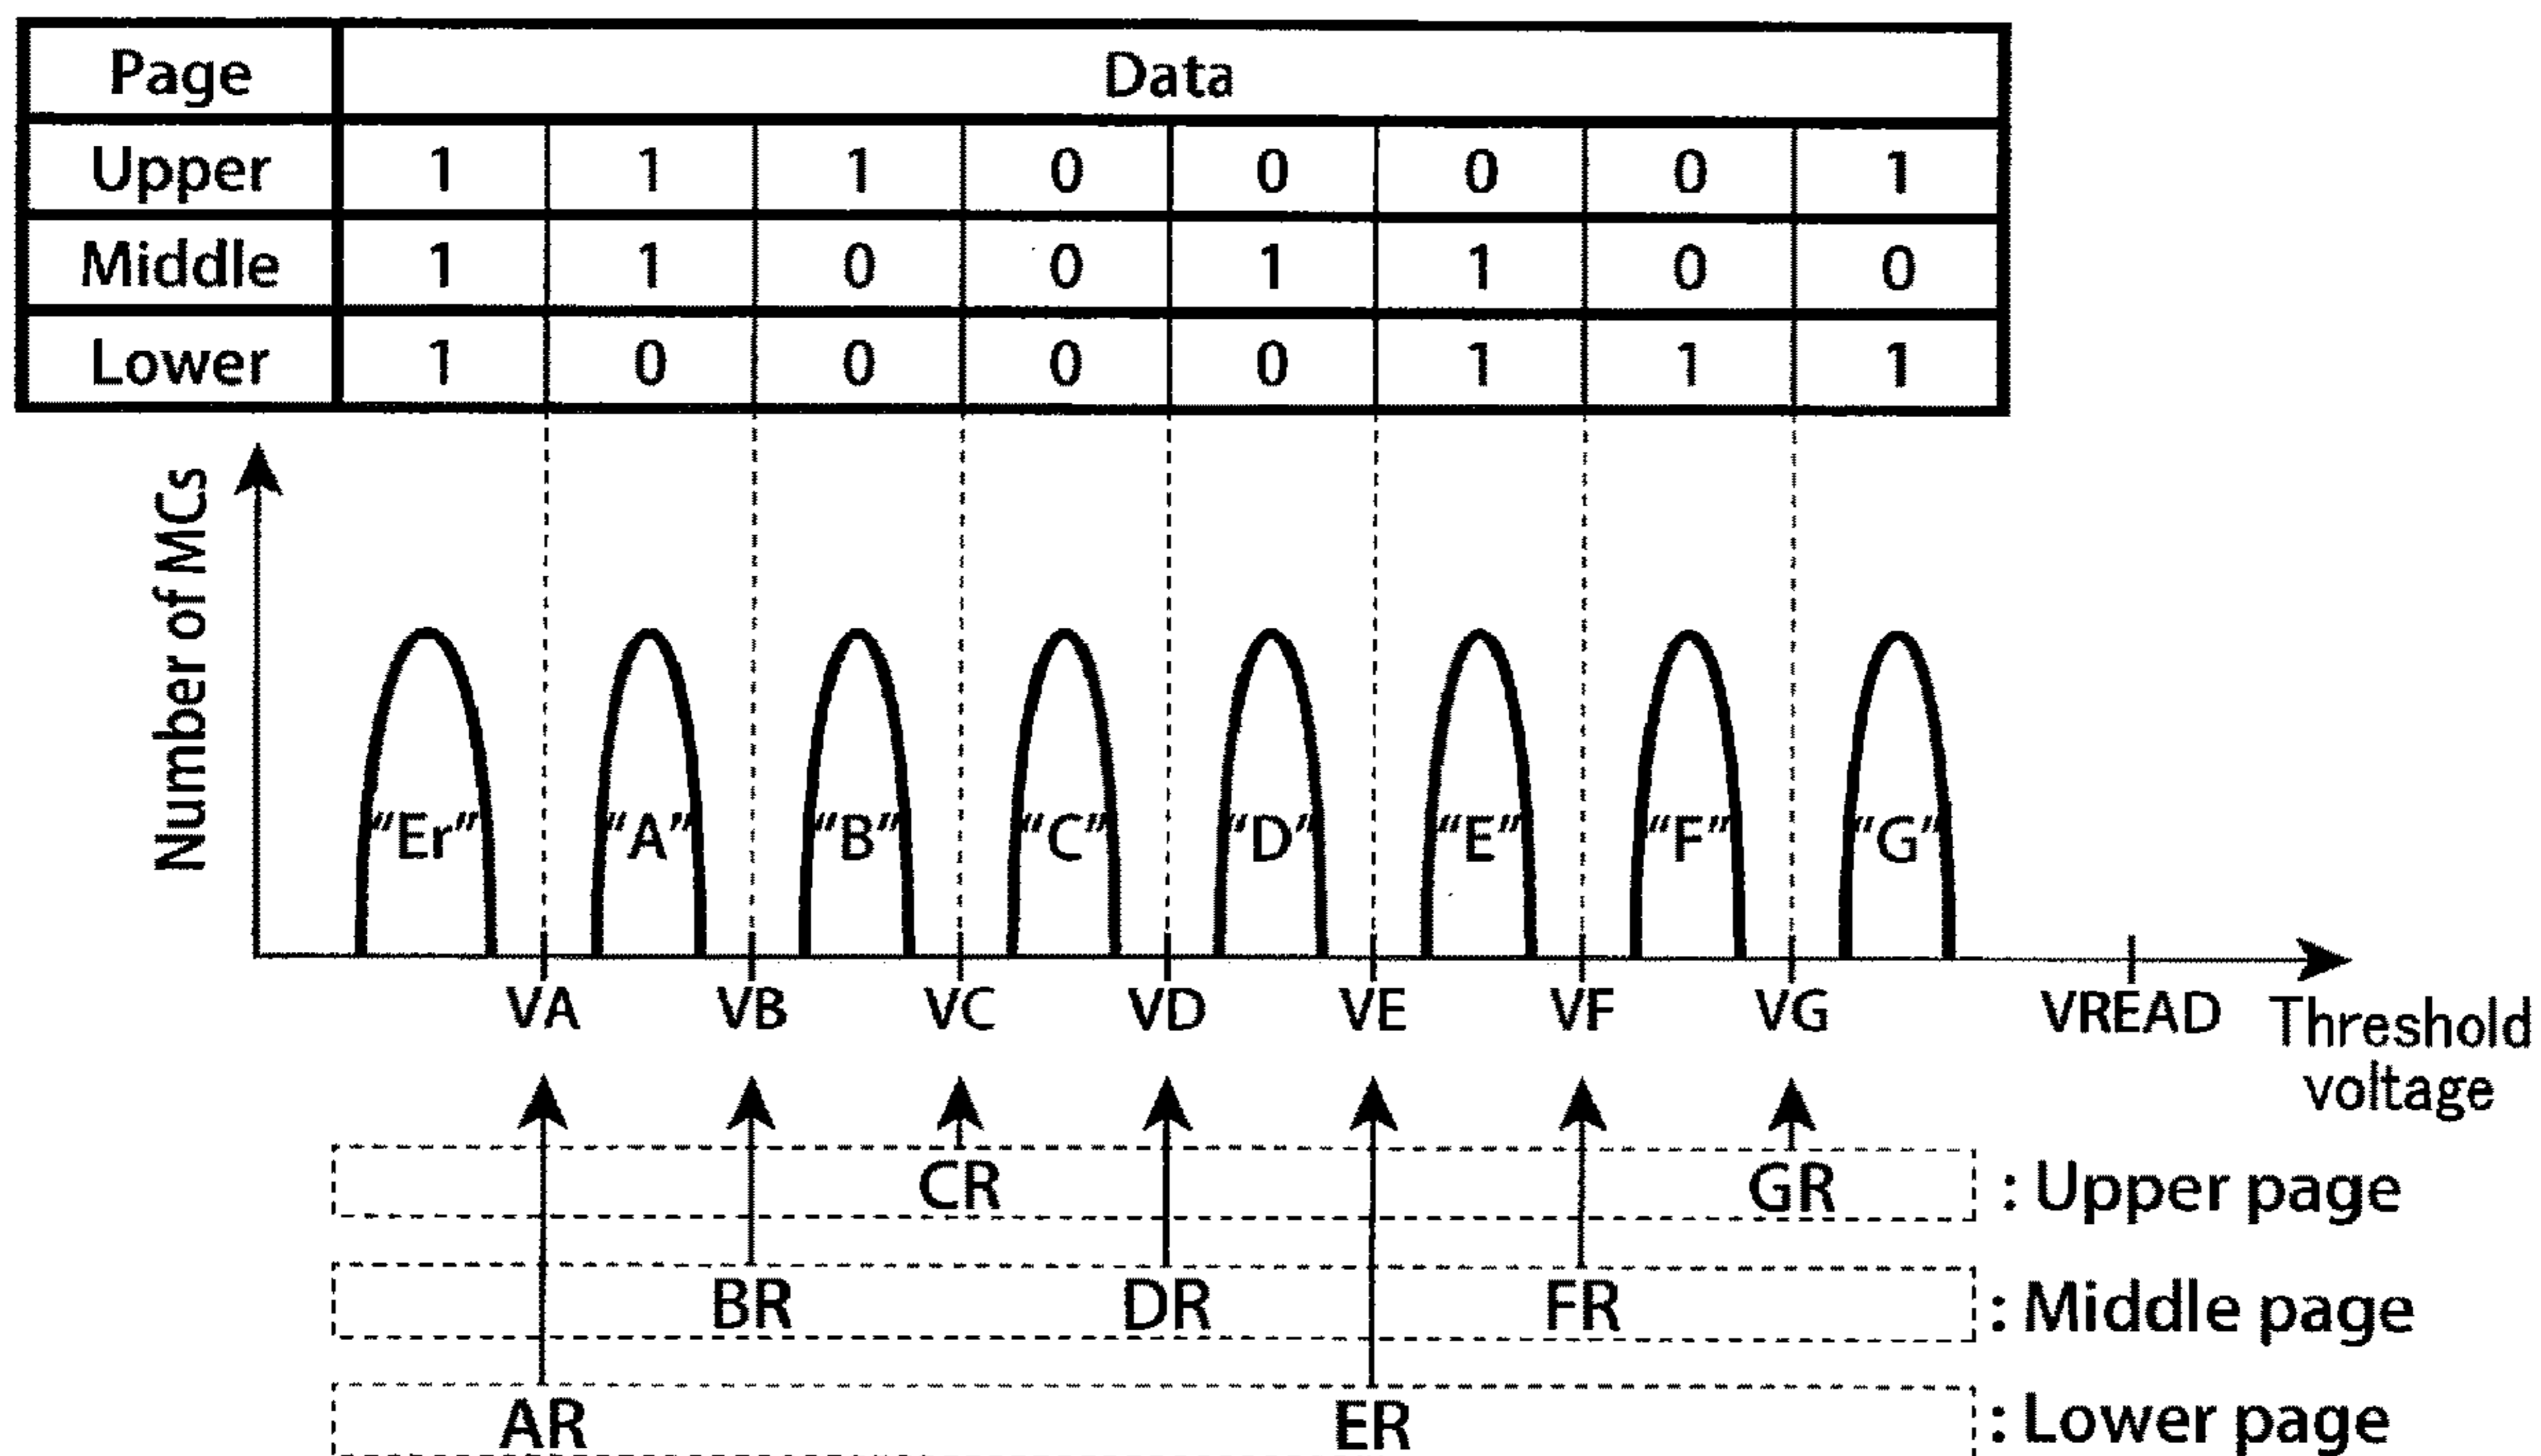 Page Data
Upper 1 1 1 0 0 0 0 1
Middle 1 1 0 0 1 1 0 0
Lower 1 0 0 0 0 1 1 1
Number of MCs
"Er" "A" "B" "C" "D" "E" "F" "G"
VA VB VC VD VE VF VG VREAD Threshold
voltage
CR GR : Upper page
BR DR FR : Middle page
AR ER : Lower page